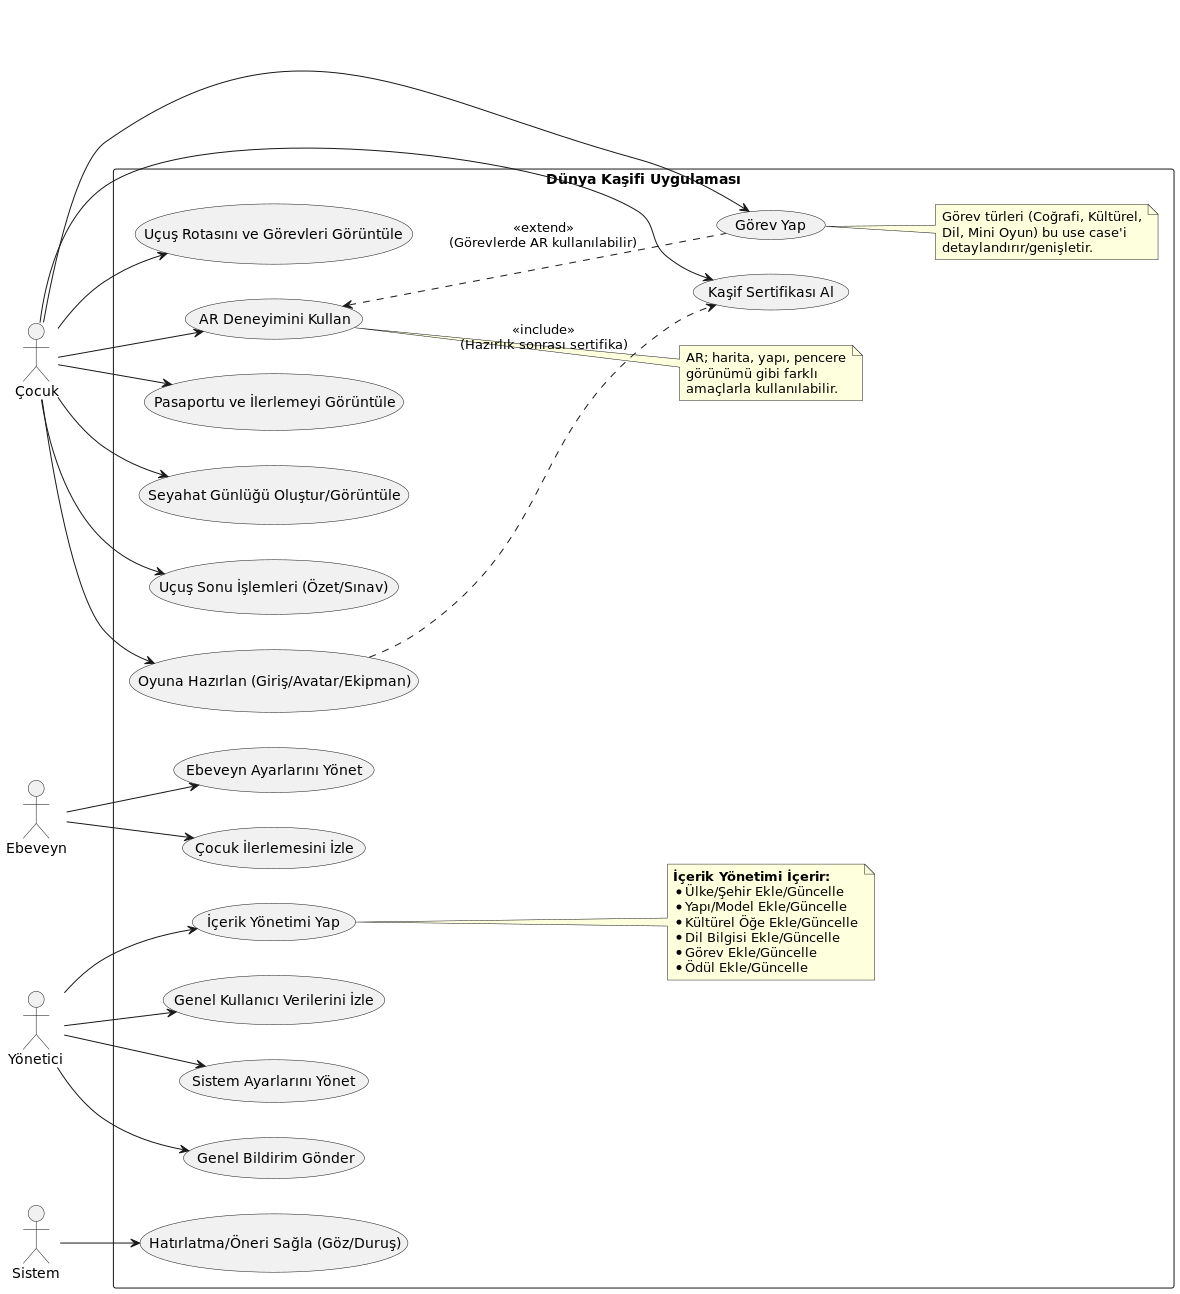 Dünya Kaşifi Uygulaması
Uçuş Rotasını ve Görevleri Görüntüle
«extend»
(Görevlerde AR kullanılabilir)
Görev Yap
Görev türleri (Coğrafi, Kültürel,
Dil, Mini Oyun) bu use case'i
detaylandırır/genişletir.
Kaşif Sertifikası Al
AR Deneyimini Kullan
«include»
(Hazırlık sonrası sertifika)
AR; harita, yapı, pencere
görünümü gibi farklı
amaçlarla kullanılabilir.
Çocuk
Pasaportu ve İlerlemeyi Görüntüle
Seyahat Günlüğü Oluştur/Görüntüle
Uçuş Sonu İşlemleri (Özet/Sınav)
Oyuna Hazırlan (Giriş/Avatar/Ekipman)
Ebeveyn Ayarlarını Yönet
Ebeveyn
Çocuk İlerlemesini İzle
İçerik Yönetimi Yap
İçerik Yönetimi İçerir:
• Ülke/Şehir Ekle/Güncelle
• Yapı/Model Ekle/Güncelle
• Kültürel Öğe Ekle/Güncelle
• Dil Bilgisi Ekle/Güncelle
• Görev Ekle/Güncelle
• Ödül Ekle/Güncelle
Genel Kullanıcı Verilerini İzle
Yönetici
Sistem Ayarlarını Yönet
Genel Bildirim Gönder
Hatırlatma/Öneri Sağla (Göz/Duruş)
Sistem